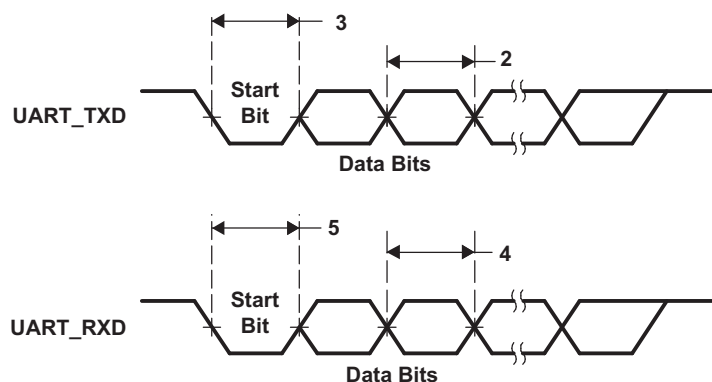 3
2
Start
Bit
UART_TXD
Data Bits
5
4
Start
Bit
UART_RXD
Data Bits